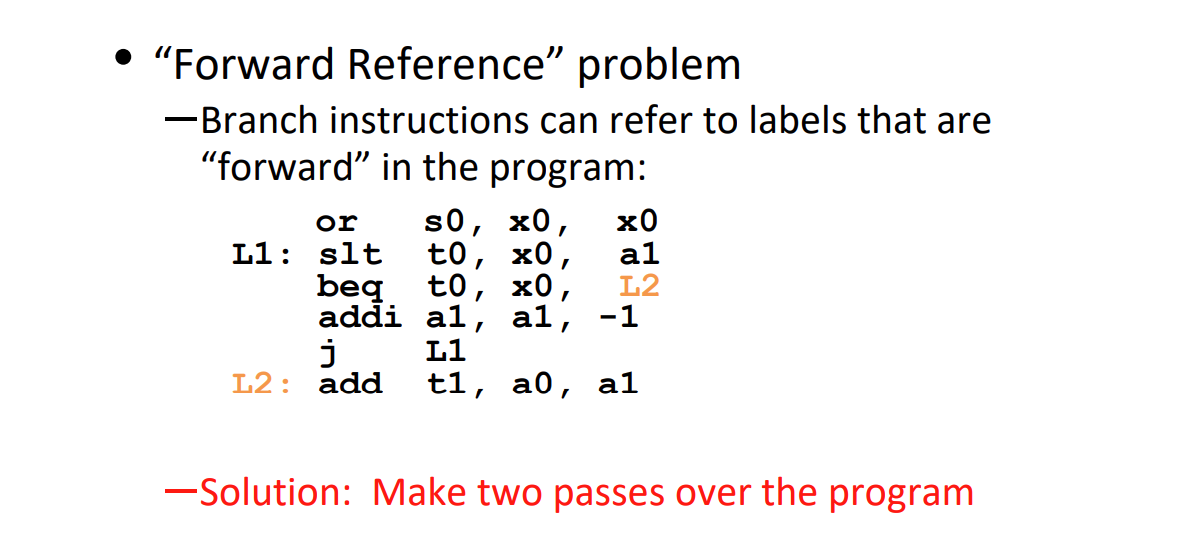 • “Forward Reference” problem
—Branch instructions can refer to labels that are
“forward” in the program:
or s0, x0, x0
L1: slt t0, x0, a1
beq t0, x0, L2
addi a1, a1, -1
j L1
L2: add t1, a0, a1
—Solution: Make two passes over the program